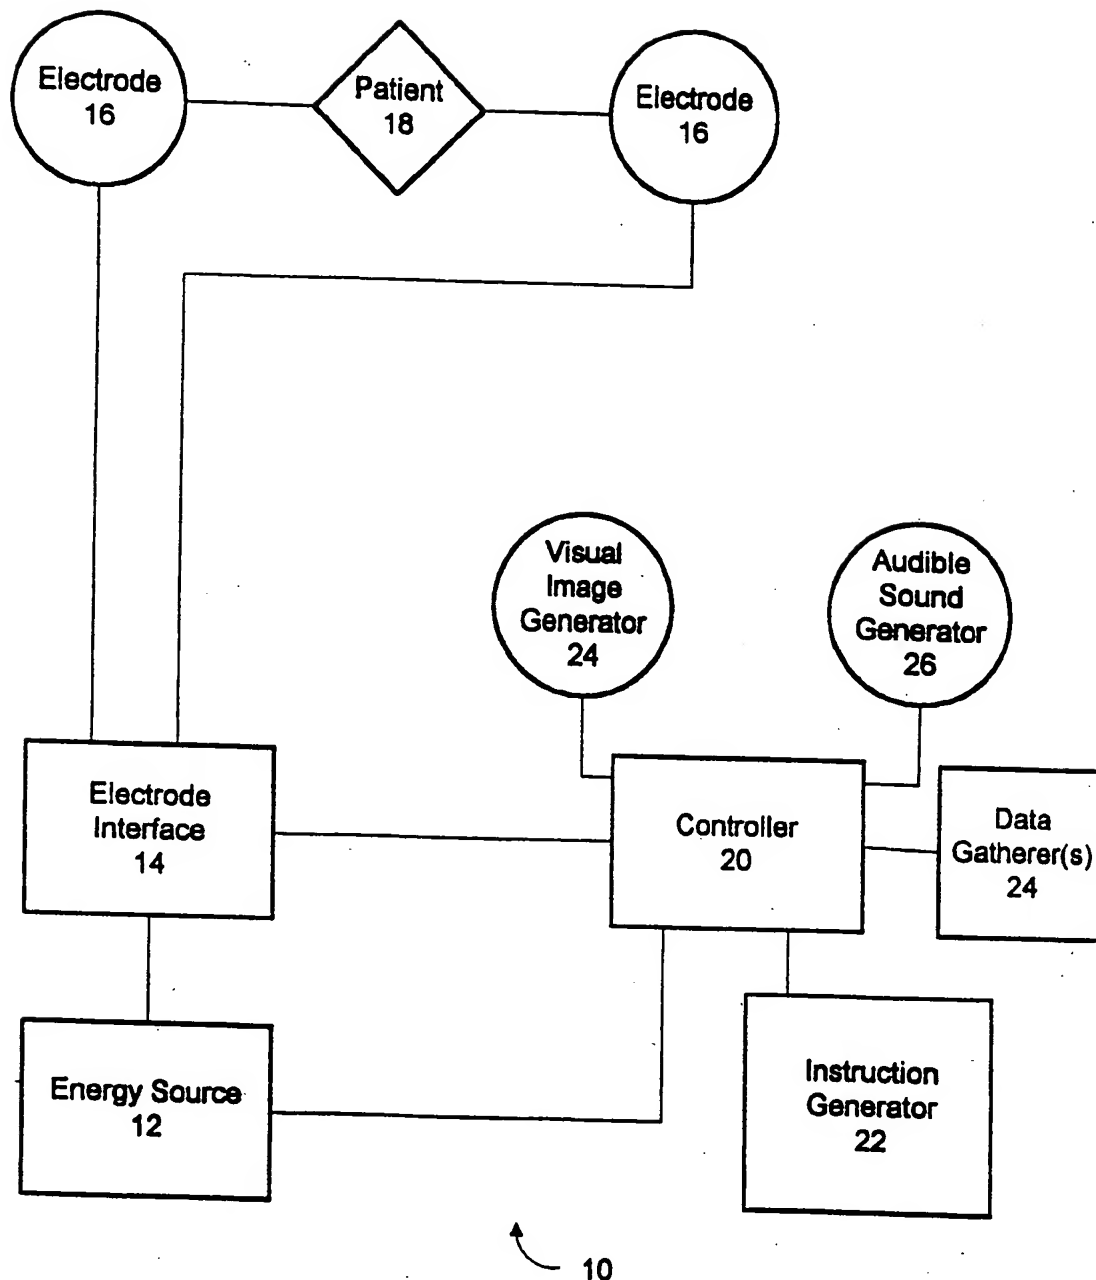 Electrode
16
Patient
18
Electrode
16
Visual
Image
Generator
24
Audible
Sound
Generator
26
Electrode
Interface
14
Controller
20
Data
Gatherer(s)
24
Energy Source
12
Instruction
Generator
22
10